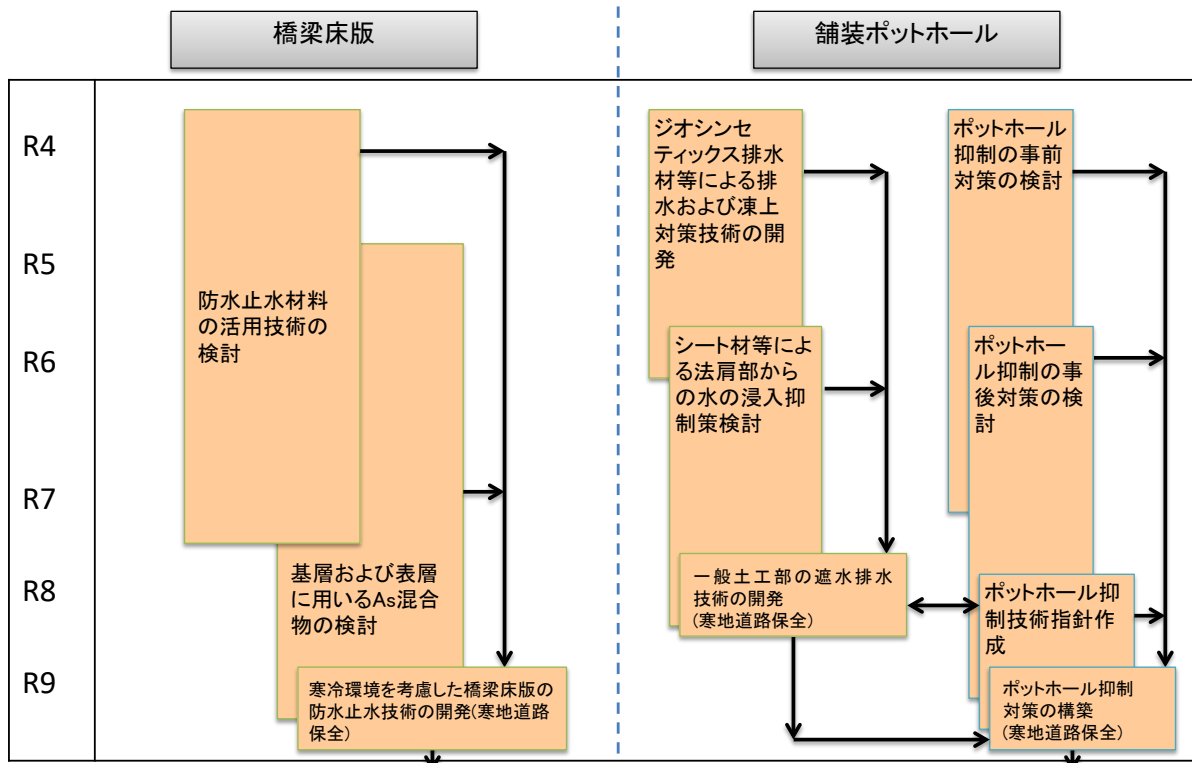 橋梁床版
舗装ポットホール
R4
R5
R6
R7
R8
R9
防水止水材料
の活用技術の
検討
基層および表層
に用いるAs混合
物の検討
寒冷環境を考慮した橋梁床版の
防水止水技術の開発(寒地道路
保全)
ジオシンセ
ティックス排水
材等による排
水および凍上
対策技術の開
発
シート材等によ
る法肩部から
の水の浸入抑
制策検討
一般土工部の遮水排水
技術の開発
(寒地道路保全)
ポットホール
抑制の事前
対策の検討
ポットホー
ル抑制の事
後対策の検
討
ポットホール抑
制技術指針作
成
ポットホール抑制
対策の構築
(寒地道路保全)